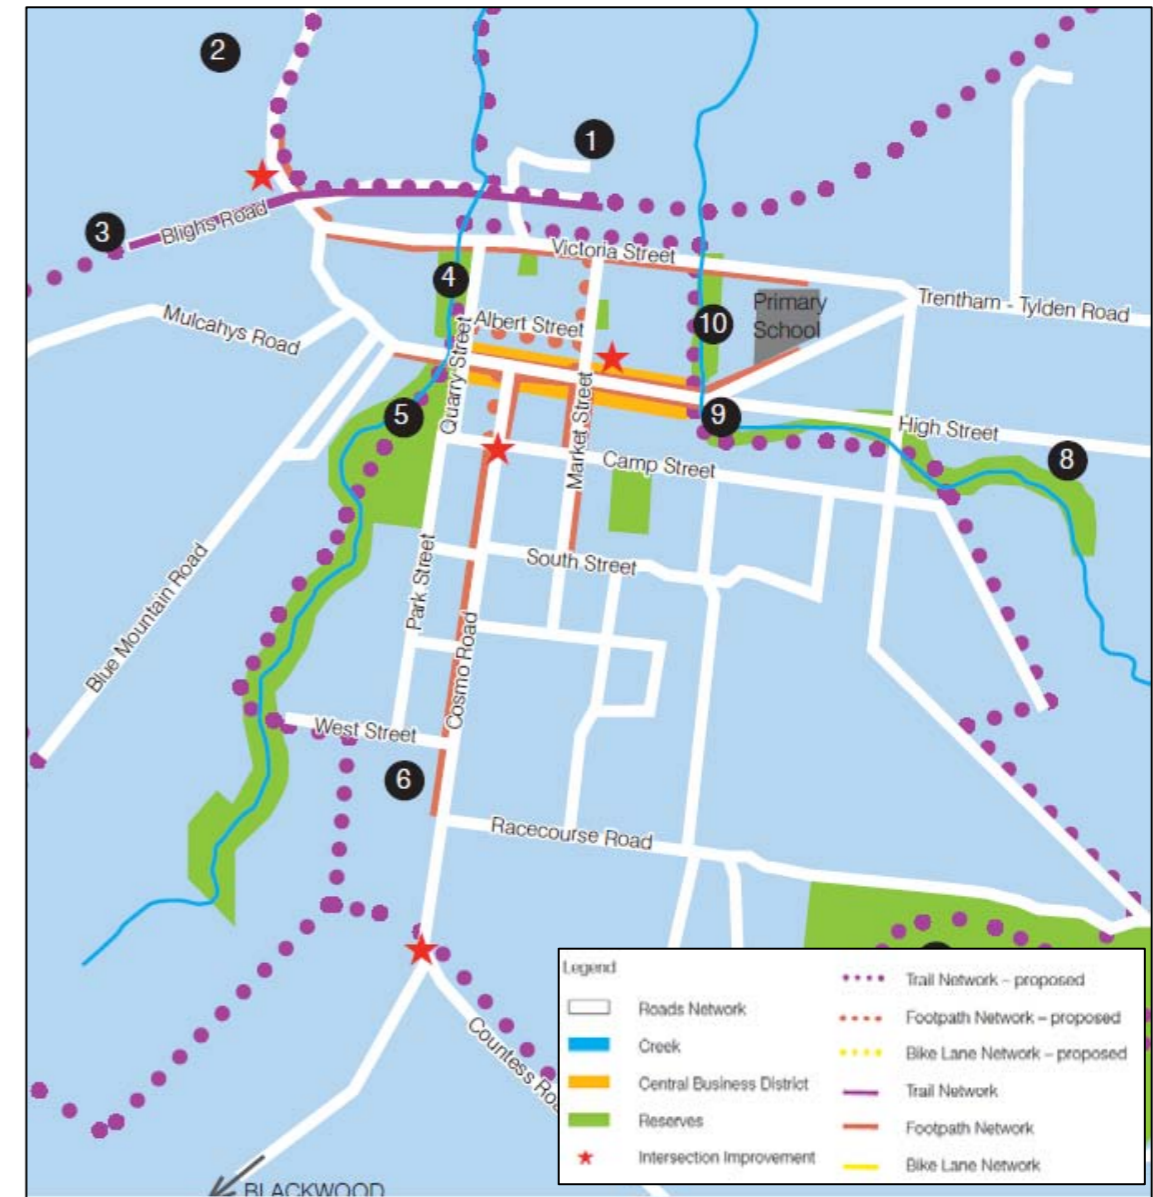 2
1
3
Blighs Road
Victoria Street
4
Mulcahys Road
Albert Street
10
Primary
School
Trentham - Tylden Road
Quarry Street
Market Street
5
9
High Street
8
Camp Street
South Street
Park Street
Blue Mountain Road
Cosmo Road
West Street
6
Racecourse Road
Countess Roa
BLACKWOOD
Legend
Roads Network
Creek
Central Business District
Reserves
Intersection Improvement
Trail Network – proposed
Footpath Network – proposed
Bike Lane Network – proposed
Trail Network
Footpath Network
Bike Lane Network